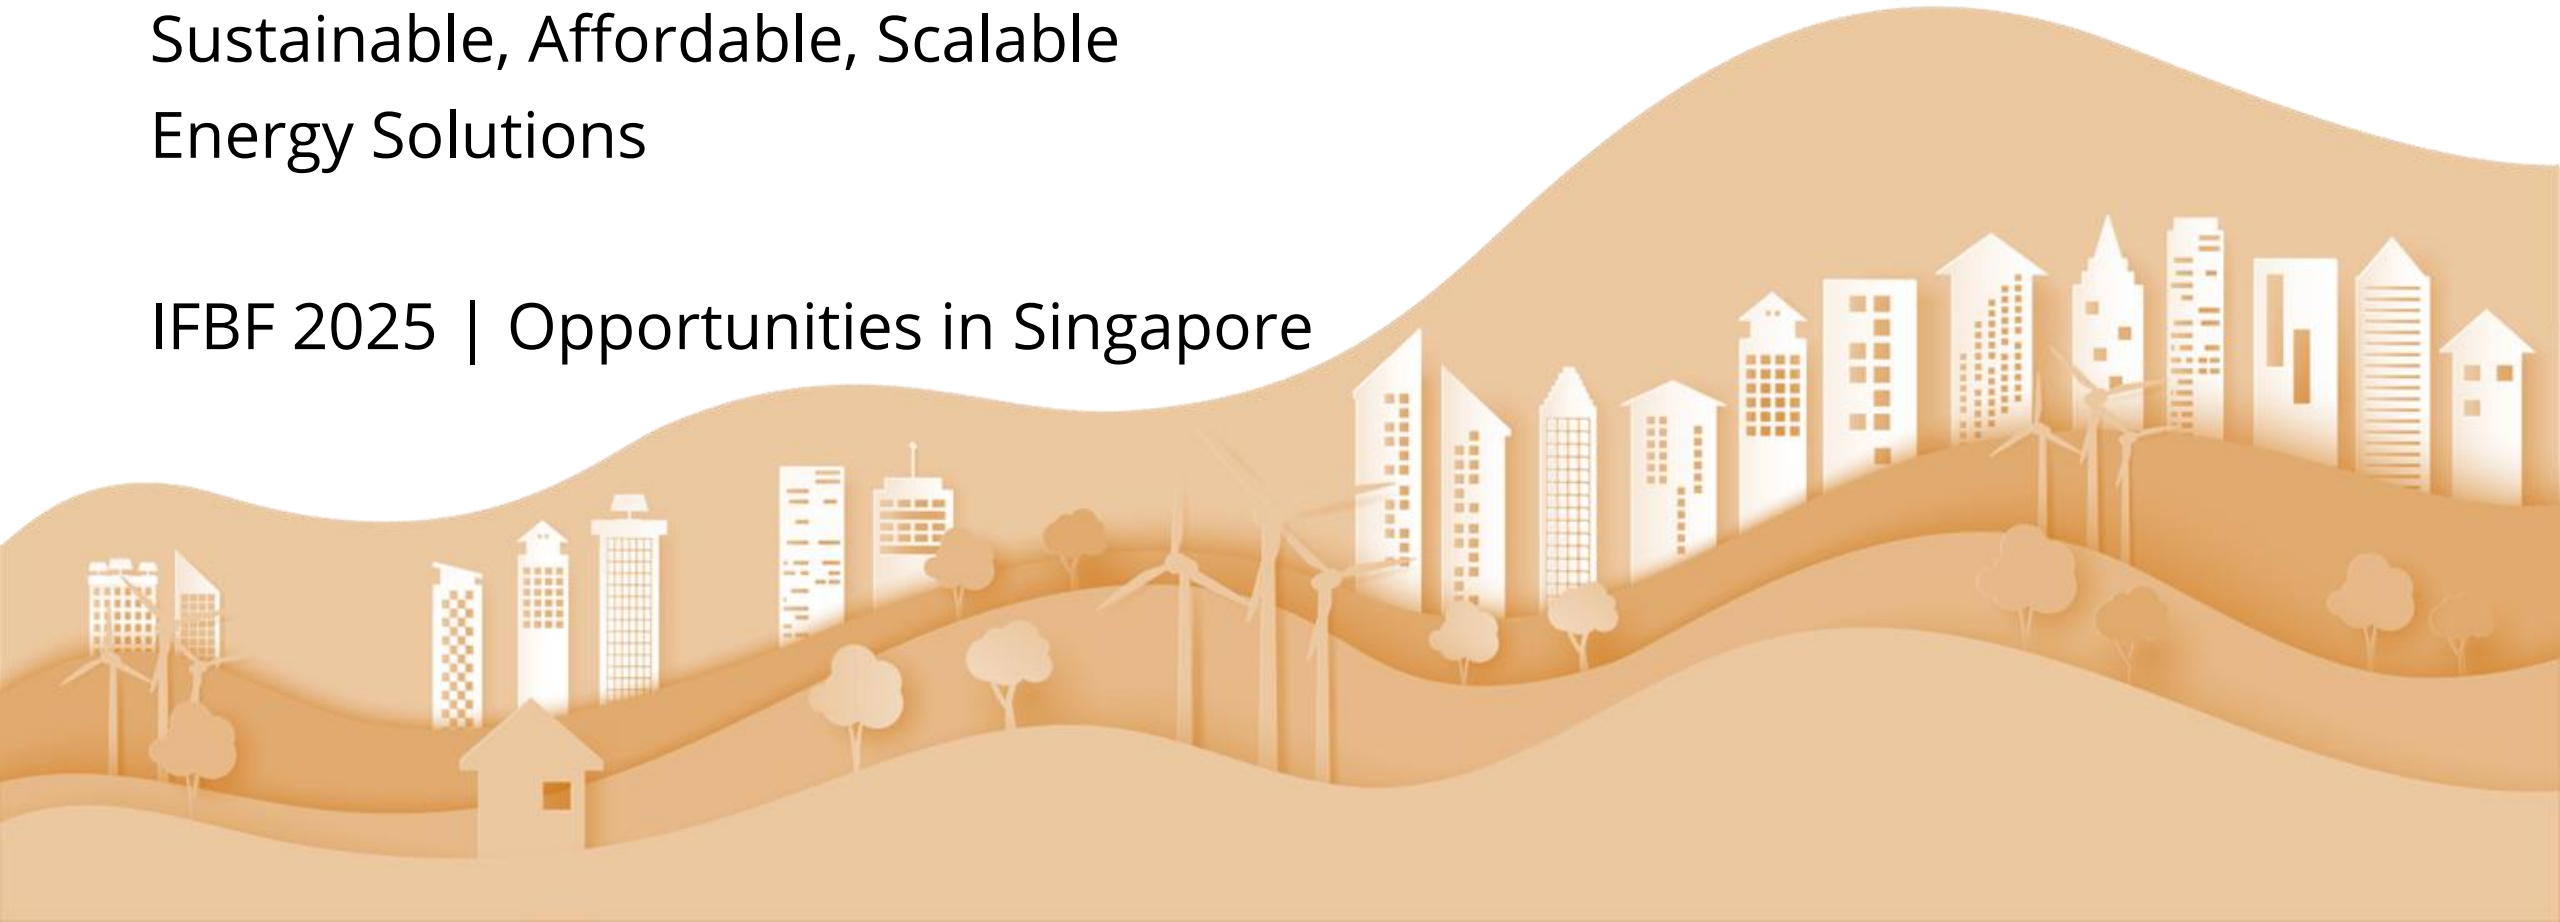 Sustainable, Affordable, Scalable
Energy Solutions
IFBF 2025 | Opportunities in Singapore